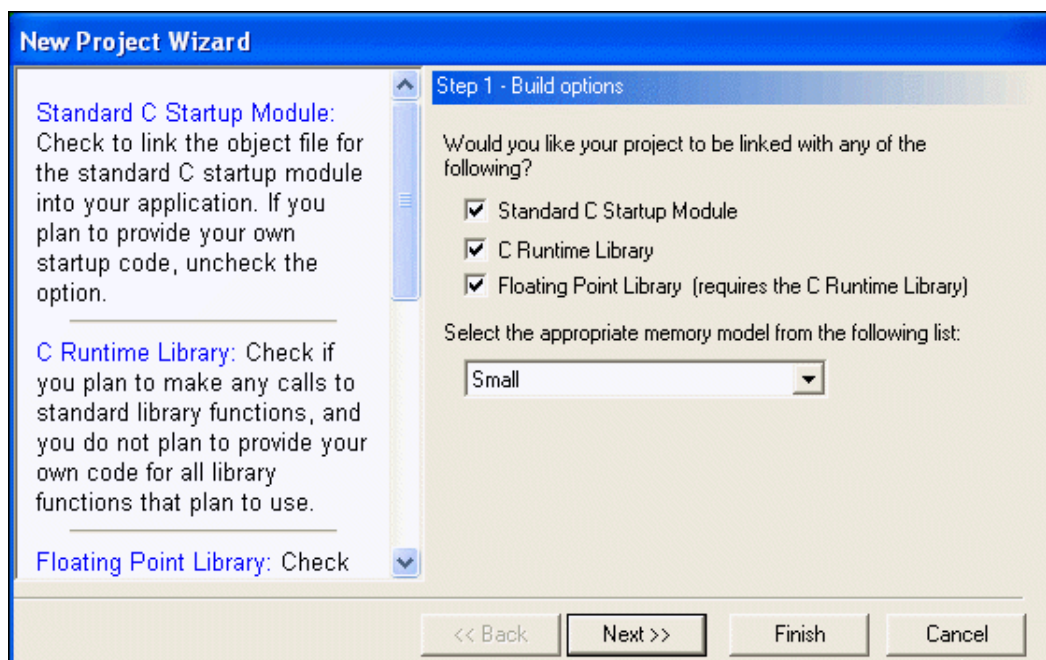 New Project Wizard
Standard C Startup Module:
Check to link the object file for
the standard C startup module
into your application. If you
plan to provide your own
startup code, uncheck the
option.
C Runtime Library: Check if
you plan to make any calls to
standard library functions, and
you do not plan to provide your
own code for all library
functions that plan to use.
Floating Point Library: Check
Step 1 - Build options
Would you like your project to be linked with any of the
following?
Standard C Startup Module
C Runtime Library
Floating Point Library (requires the C Runtime Library)
Select the appropriate memory model from the following list:
Small
<< Back
Next >>
Finish
Cancel